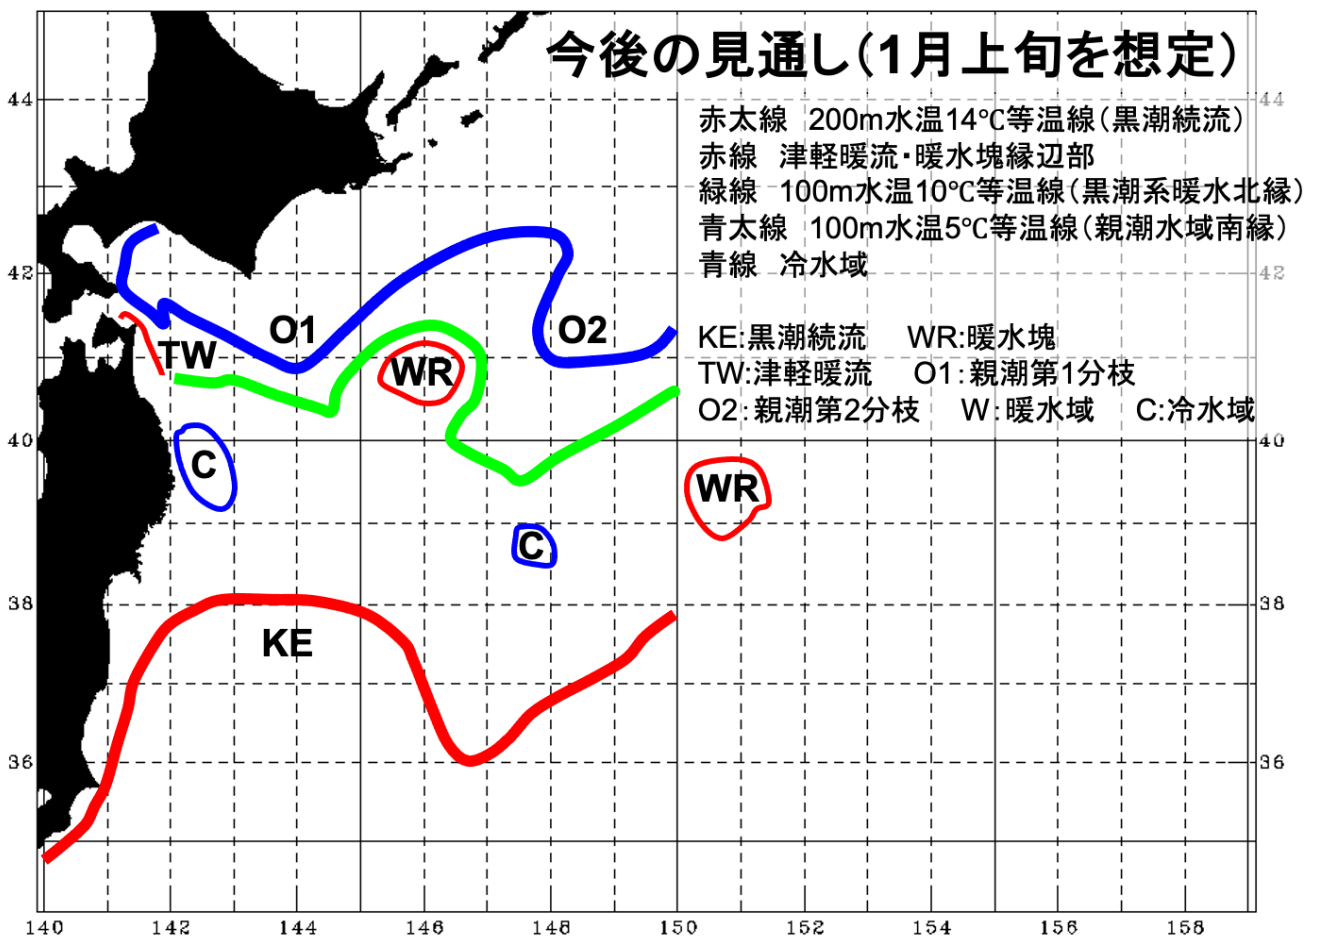 今後の見通し(1月上旬を想定)
44
44
赤太線 200m水温14℃等温線(黒潮続流)
赤線 津軽暖流・暖水塊縁辺部
緑線 100m水温10℃等温線(黒潮系暖水北縁)
青太線 100m水温5℃等温線(親潮水域南縁)
青線 冷水域
42
42
O1
O2
KE:黒潮続流 WR:暖水塊
TW
WR
TW:津軽暖流 O1:親潮第1分枝
O2:親潮第2分枝 W:暖水域 C:冷水域
40
40
C
WR
C
38
38
KE
36
36
140 142 144 146 148 150 152 154 156 158